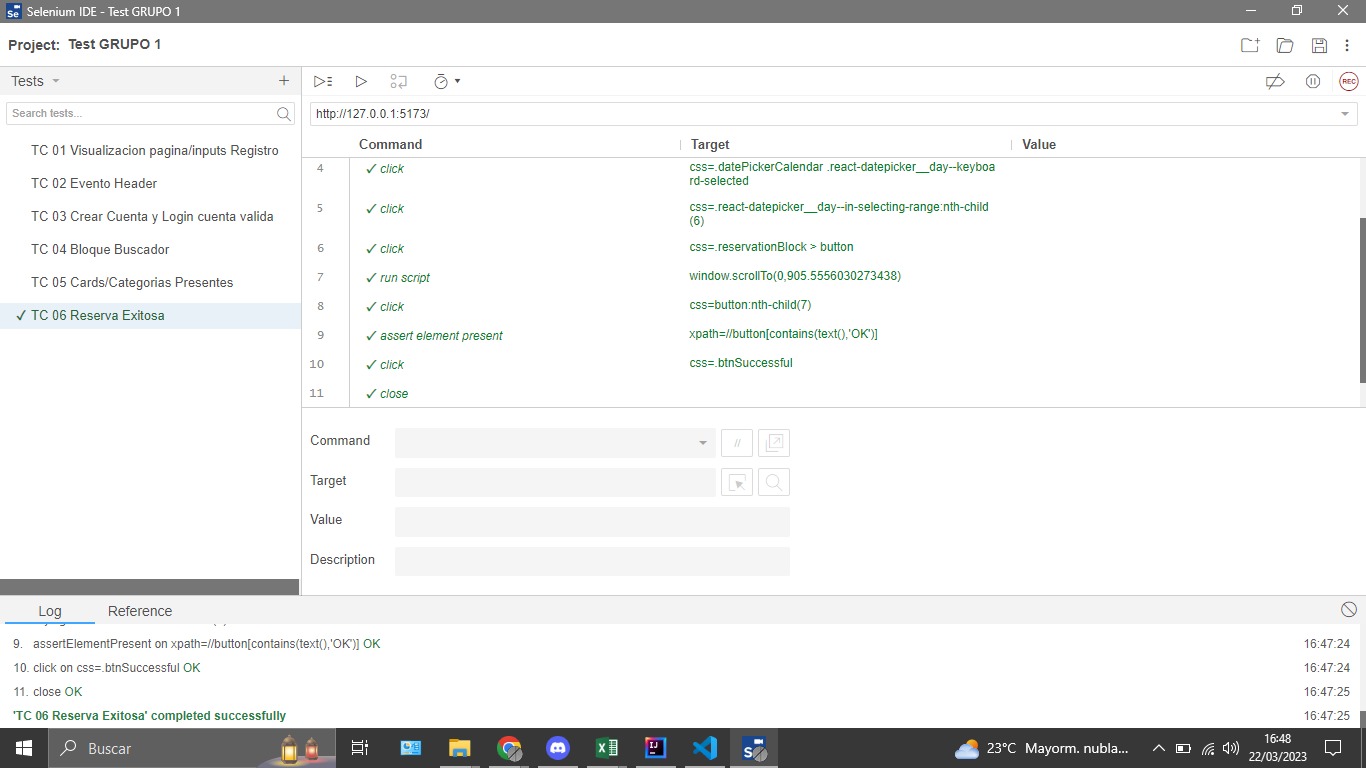 Selenium IDE - Test GRUPO 1
Project: Test GRUPO 1
Tests
Search tests...
TC 01 Visualizacion pagina/inputs Registro
TC 02 Evento Header
TC 03 Crear Cuenta y Login cuenta valida
TC 04 Bloque Buscador
TC 05 Cards/Categorias Presentes
✓ TC 06 Reserva Exitosa
REC
http://127.0.0.1:5173/
Command Target Value
4 ✓ click css=.datePickerCalendar .react-datepicker__day--keyboa
rd-selected
5 ✓ click css=.react-datepicker__day--in-selecting-range:nth-child
(6)
6 ✓ click css=.reservationBlock > button
7 ✓ run script window.scrollTo(0,905.5556030273438)
8 ✓ click css=button:nth-child(7)
9 ✓ assert element present xpath=//button[contains(text(),'OK')]
10 ✓ click css=.btnSuccessful
11 ✓ close
Command //
Target
Value
Description
Log Reference
9. assertElementPresent on xpath=//button[contains(text(),'OK')] OK 16:47:24
10. click on css=.btnSuccessful OK 16:47:24
11. close OK 16:47:25
'TC 06 Reserva Exitosa' completed successfully 16:47:25
Buscar
23°C Mayorm. nubla...
16:48
22/03/2023